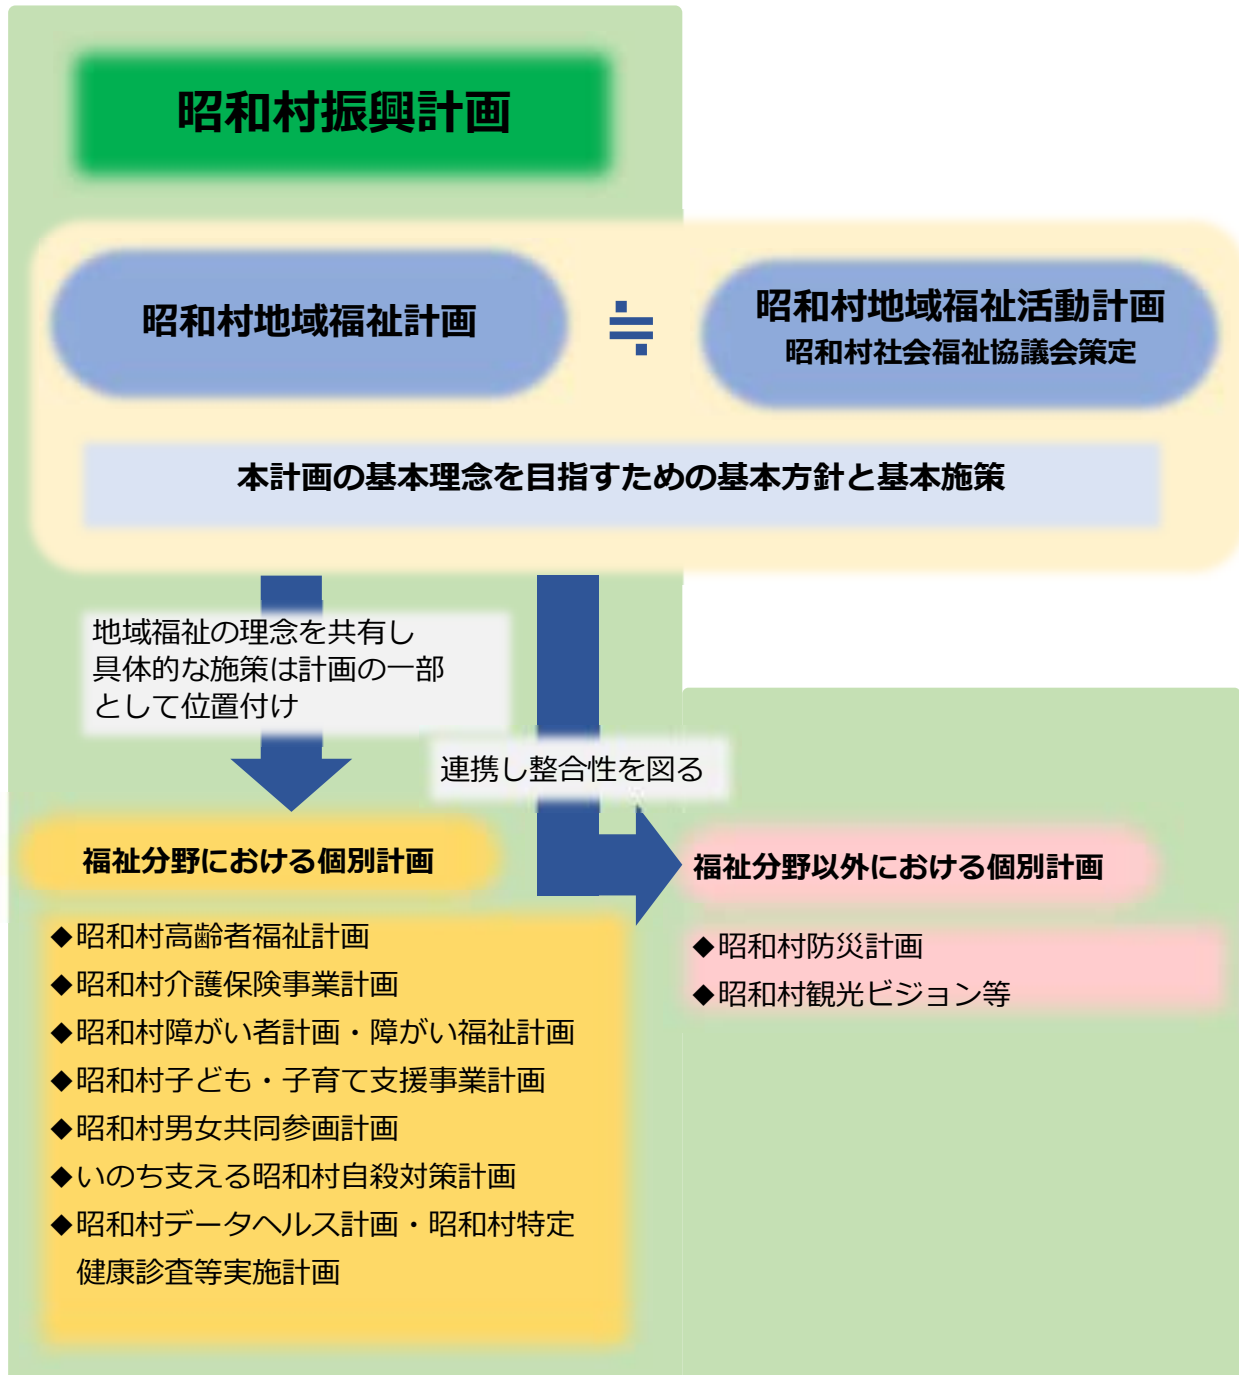 昭和村振興計画
昭和村地域福祉計画
≒
昭和村地域福祉活動計画
昭和村社会福祉協議会策定
本計画の基本理念を目指すための基本方針と基本施策
地域福祉の理念を共有し
具体的な施策は計画の一部
として位置付け
連携し整合性を図る
福祉分野における個別計画
◆昭和村高齢者福祉計画
◆昭和村介護保険事業計画
◆昭和村障がい者計画・障がい福祉計画
◆昭和村子ども・子育て支援事業計画
◆昭和村男女共同参画計画
◆いのち支える昭和村自殺対策計画
◆昭和村データヘルス計画・昭和村特定
健康診査等実施計画
福祉分野以外における個別計画
◆昭和村防災計画
◆昭和村観光ビジョン等